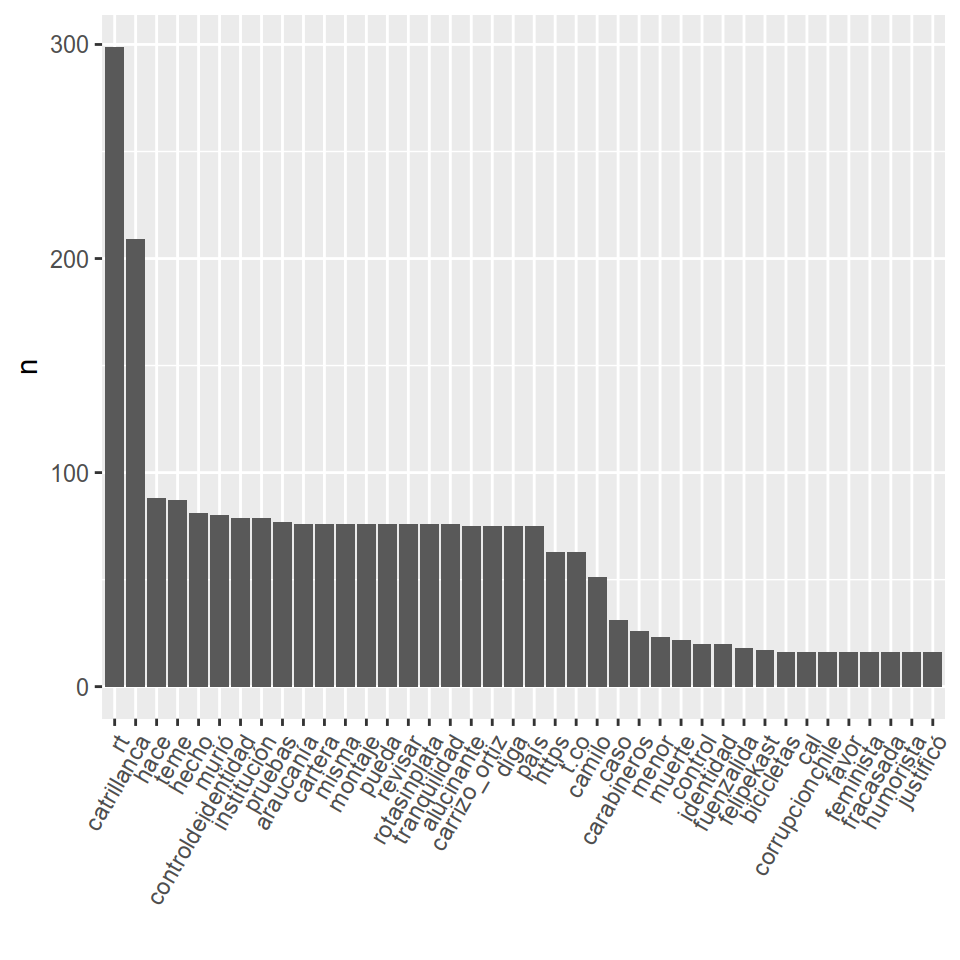 300
200
100
0
n
rt
catrillanca
hace
teme
hecho
murió
controldeidentidad
institución
pruebas
araucanía
cartera
misma
montaje
pueda
revisar
rotasinplata
tranquilidad
alucinante
carrizo_ortiz
diga
país
https
t.co
camilo
caso
carabineros
menor
muerte
control
identidad
fuenzalida
felipekast
bicicletas
cal
corrupcionchile
favor
feminista
fracasada
humorista
justificó